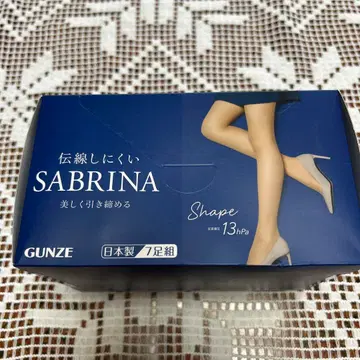 伝線しにくい
SABRINA
美しく引き締める
Shape
13hPa
GUNZE
日本製 7足組